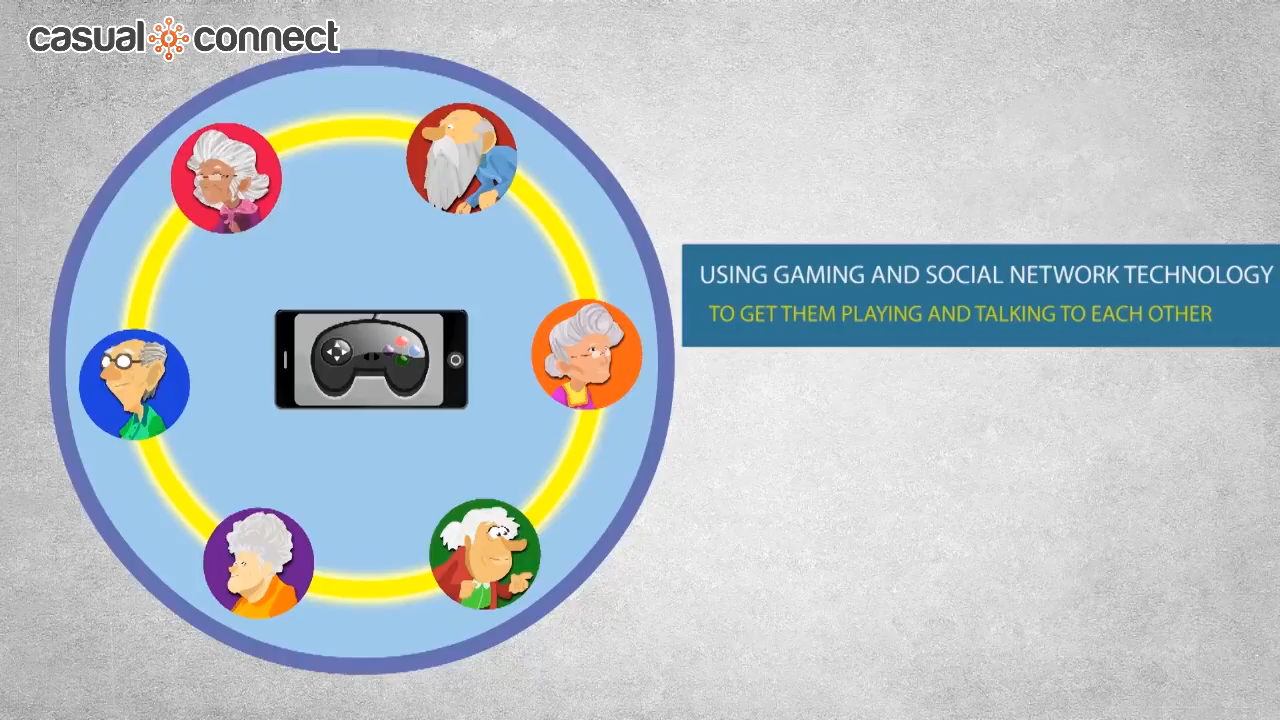 casual connect
USING GAMING AND SOCIAL NETWORK TECHNOLOGY
TO GET THEM PLAYING AND TALKING TO EACH OTHER